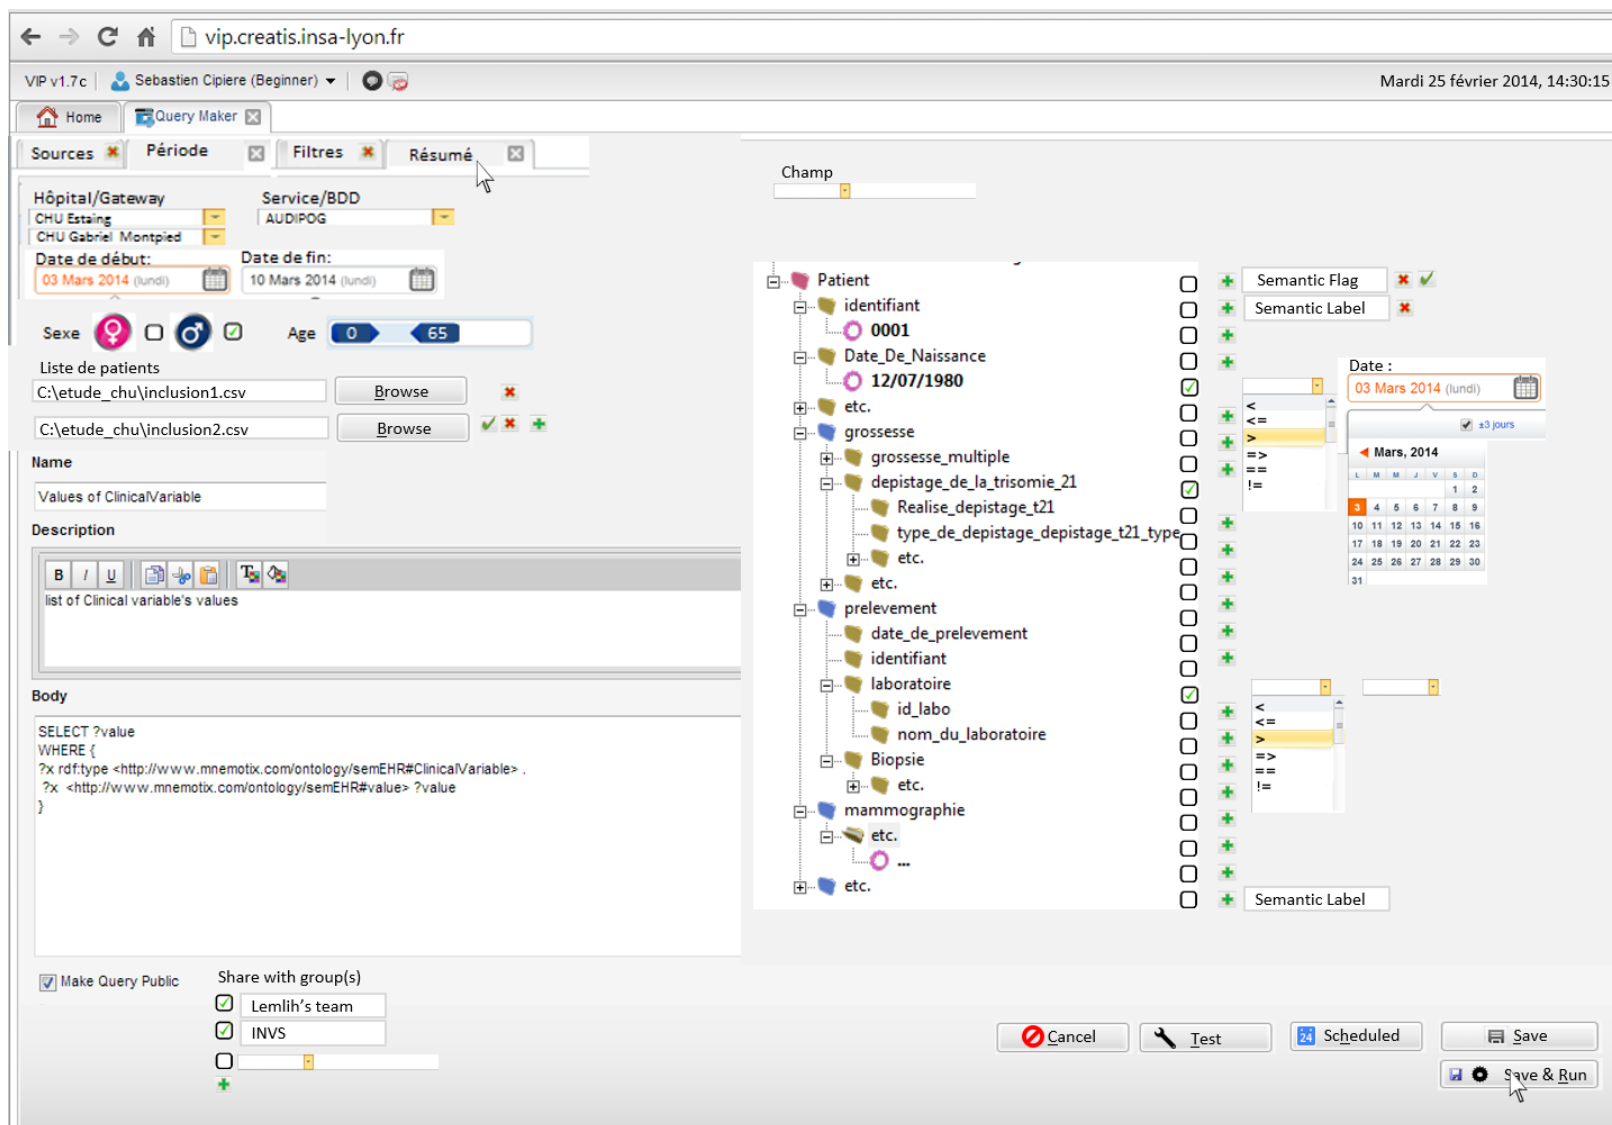 vip.creatis.insa-lyon.fr
VIP v1.7c Sebastien Cipiere (Beginner) Mardi 25 février 2014, 14:30:15
Home Query Maker
Sources Période Filtres Résumé
Hôpital/Gateway Service/BDD
CHU Estaing AUDIPOG
CHU Gabriel Montpied
Date de début: Date de fin:
03 Mars 2014 (lundi) 10 Mars 2014 (lundi)
Sexe Age 0 65
Liste de patients
C:\etude_chu\inclusion1.csv Browse
C:\etude_chu\inclusion2.csv Browse
Name
Values of ClinicalVariable
Description
B I U
list of Clinical variable's values
Body
SELECT ?value
WHERE {
?x rdf:type <http://www.mnemotix.com/ontology/semEHR#ClinicalVariable> .
?x <http://www.mnemotix.com/ontology/semEHR#value> ?value
}
Make Query Public
Share with group(s)
Lemlih's team
INVS
Champ
Patient
identifiant
0001
Date_De_Naissance
12/07/1980
etc.
grossesse
grossesse_multiple
depistage_de_la_trisomie_21
Realise_depistage_t21
type_de_depistage_depistage_t21_type
etc.
etc.
prelevement
date_de_prelevement
identifiant
laboratoire
id_labo
nom_du_laboratoire
Biopsie
etc.
mammographie
etc.
...
etc.
Semantic Flag
Semantic Label
<
<=
>
=>
==
!=
Date :
03 Mars 2014 (lundi)
±3 jours
Mars, 2014
L M M J V S D
1 2
3 4 5 6 7 8 9
10 11 12 13 14 15 16
17 18 19 20 21 22 23
24 25 26 27 28 29 30
31
<
<=
>
=>
==
!=
Semantic Label
Cancel Test 24 Scheduled Save
Save & Run